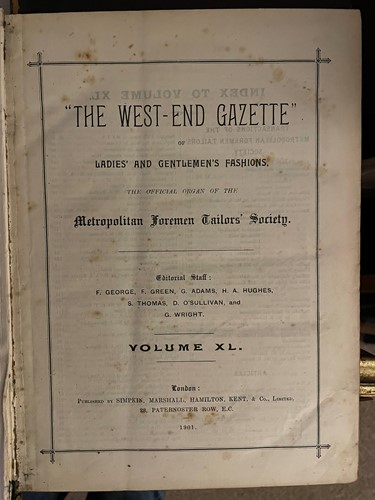 "THE WEST-END GAZETTE"
OF
LADIES' AND GENTLEMEN'S FASHIONS,
THE OFFICIAL ORGAN OF THE
Metropolitan Foremen Tailors' Society.
Editorial Staff:
F. GEORGE, F. GREEN, G. ADAMS, H. A. HUGHES,
S. THOMAS, D. O'SULLIVAN, and
G. WRIGHT.
VOLUME XL.
London:
PUBLISHED BY SIMPKIN, MARSHALL, HAMILTON, KENT, & Co., LIMITED,
PATERNOSTER ROW, E.C.
1901.